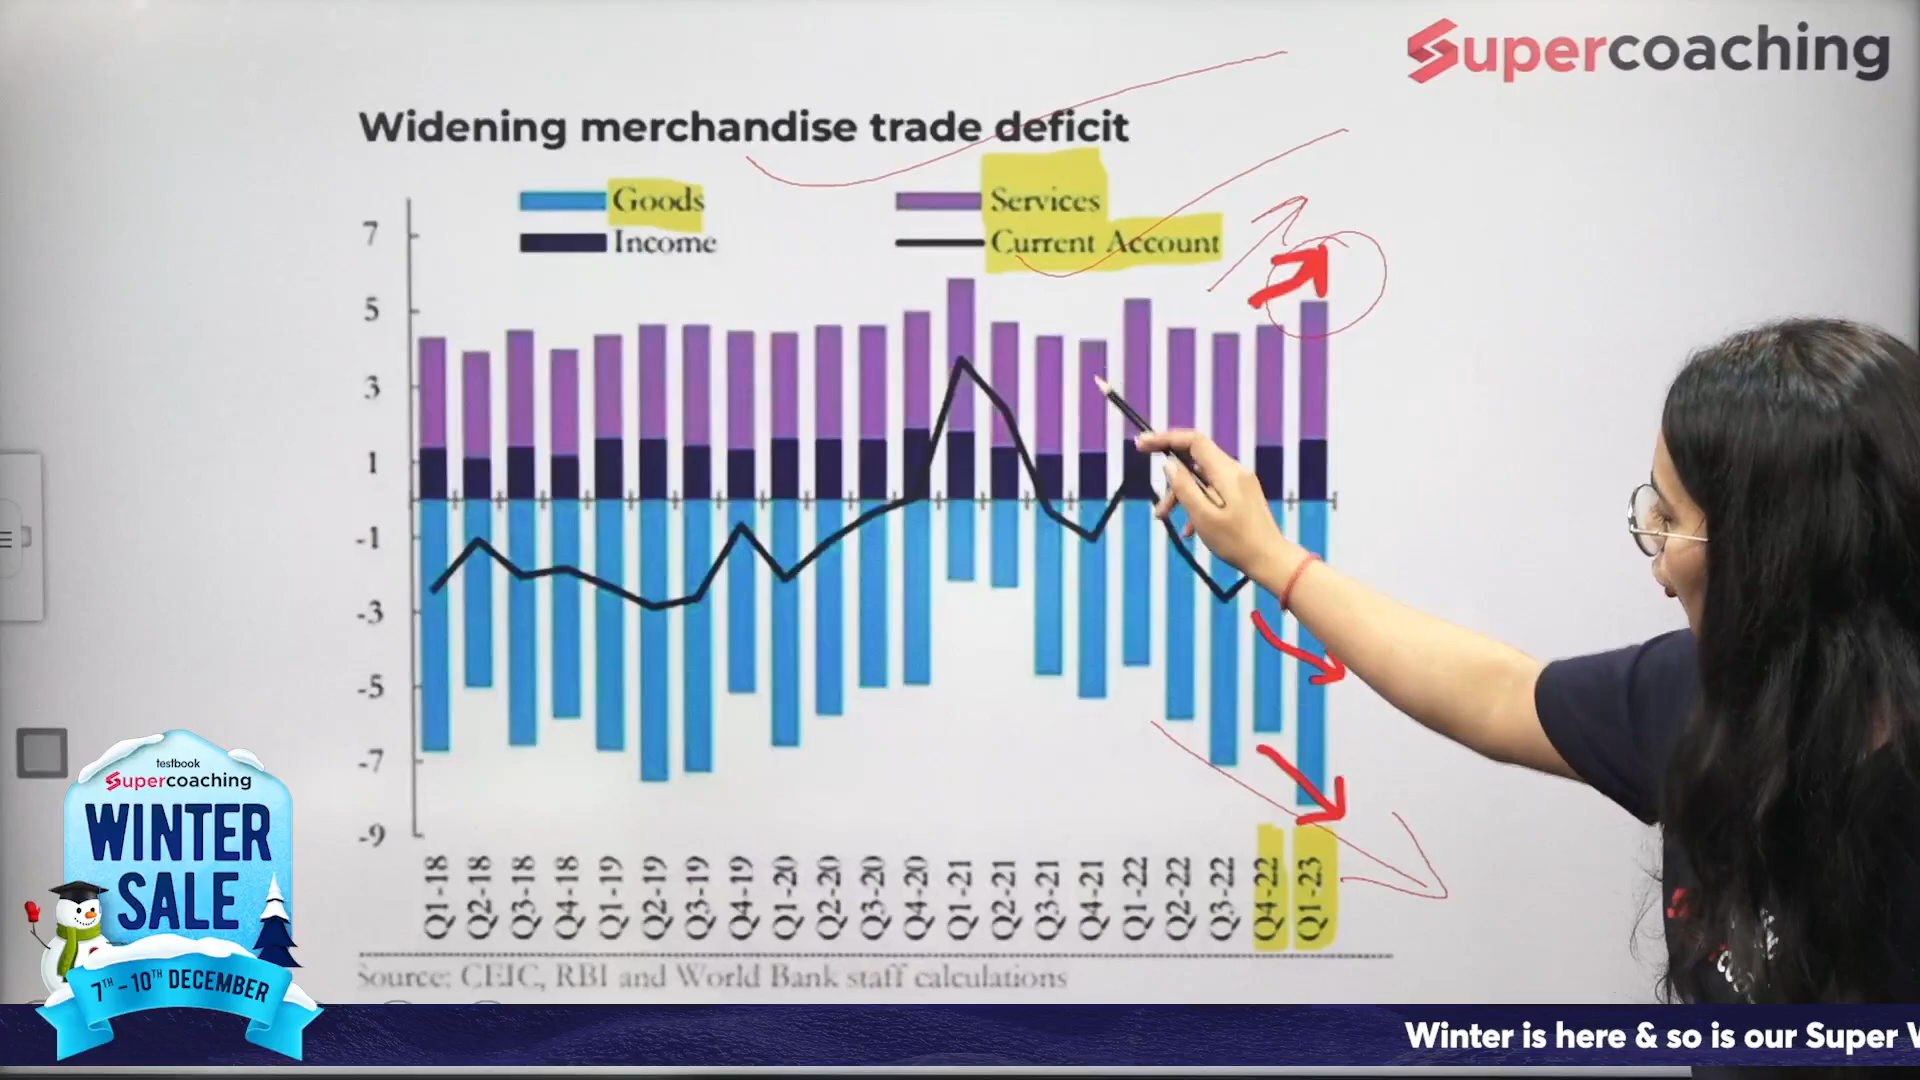 Supercoaching
Widening merchandise trade deficit
Goods
Services
Income
Current Account
7
5
3
1
-1
-3
-5
-7
-9
Q1-18
Q2-18
Q3-18
Q4-18
Q1-19
Q2-19
Q3-19
Q4-19
Q1-20
Q2-20
Q3-20
Q4-20
Q1-21
Q2-21
Q3-21
Q4-21
Q1-22
Q2-22
Q3-22
Q4-22
Q1-23
Source: CEIC, RBI and World Bank staff calculations
testbook
Supercoaching
WINTER
SALE
7TH - 10TH DECEMBER
Winter is here & so is our Super W